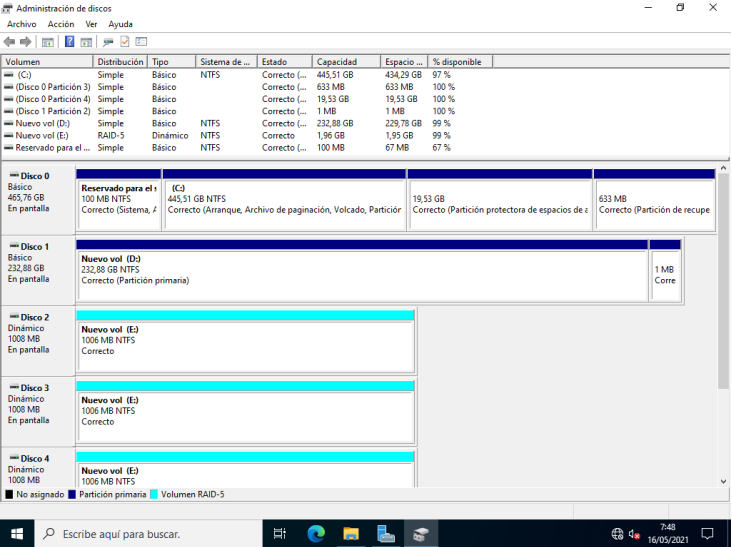 Administración de discos
Archivo Acción Ver Ayuda
Volumen Distribución Tipo Sistema de ... Estado Capacidad Espacio ... % disponible
(C:) Simple Básico NTFS Correcto (... 445,51 GB 434,29 GB 97 %
(Disco 0 Partición 3) Simple Básico Correcto (... 633 MB 633 MB 100 %
(Disco 0 Partición 4) Simple Básico Correcto (... 19,53 GB 19,53 GB 100 %
(Disco 1 Partición 2) Simple Básico Correcto (... 1 MB 1 MB 100 %
Nuevo vol (D:) Simple Básico NTFS Correcto (... 232,88 GB 229,78 GB 99 %
Nuevo vol (E:) RAID-5 Dinámico NTFS Correcto 1,96 GB 1,95 GB 99 %
Reservado para el ... Simple Básico NTFS Correcto (... 100 MB 67 MB 67 %
Disco 0
Básico
465,76 GB
En pantalla
Reservado para el s
100 MB NTFS
Correcto (Sistema, A
(C:)
445,51 GB NTFS
Correcto (Arranque, Archivo de paginación, Volcado, Partición
19,53 GB
Correcto (Partición protectora de espacios de a
633 MB
Correcto (Partición de recupe
Disco 1
Básico
232,88 GB
En pantalla
Nuevo vol (D:)
232,88 GB NTFS
Correcto (Partición primaria)
1 MB
Corre
Disco 2
Dinámico
1008 MB
En pantalla
Nuevo vol (E:)
1006 MB NTFS
Correcto
Disco 3
Dinámico
1008 MB
En pantalla
Nuevo vol (E:)
1006 MB NTFS
Correcto
Disco 4
Dinámico
1008 MB
Nuevo vol (E:)
1006 MB NTFS
No asignado Partición primaria Volumen RAID-5
Escribe aquí para buscar.
7:48
16/05/2021